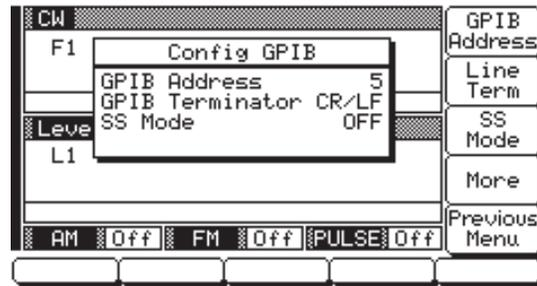 CW
F1
Config GPIB
GPIB Address 5
GPIB Terminator CR/LF
SS Mode OFF
Leve
L1
AM Off FM Off PULSE Off
GPIB
Address
Line
Term
SS
Mode
More
Previous
Menu